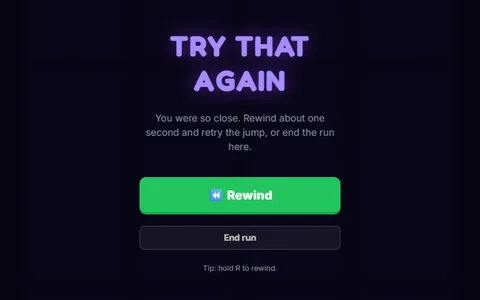 TRY THAT
AGAIN
You were so close. Rewind about one
second and retry the jump, or end the run
here.
⏪ Rewind
End run
Tip: hold R to rewind.